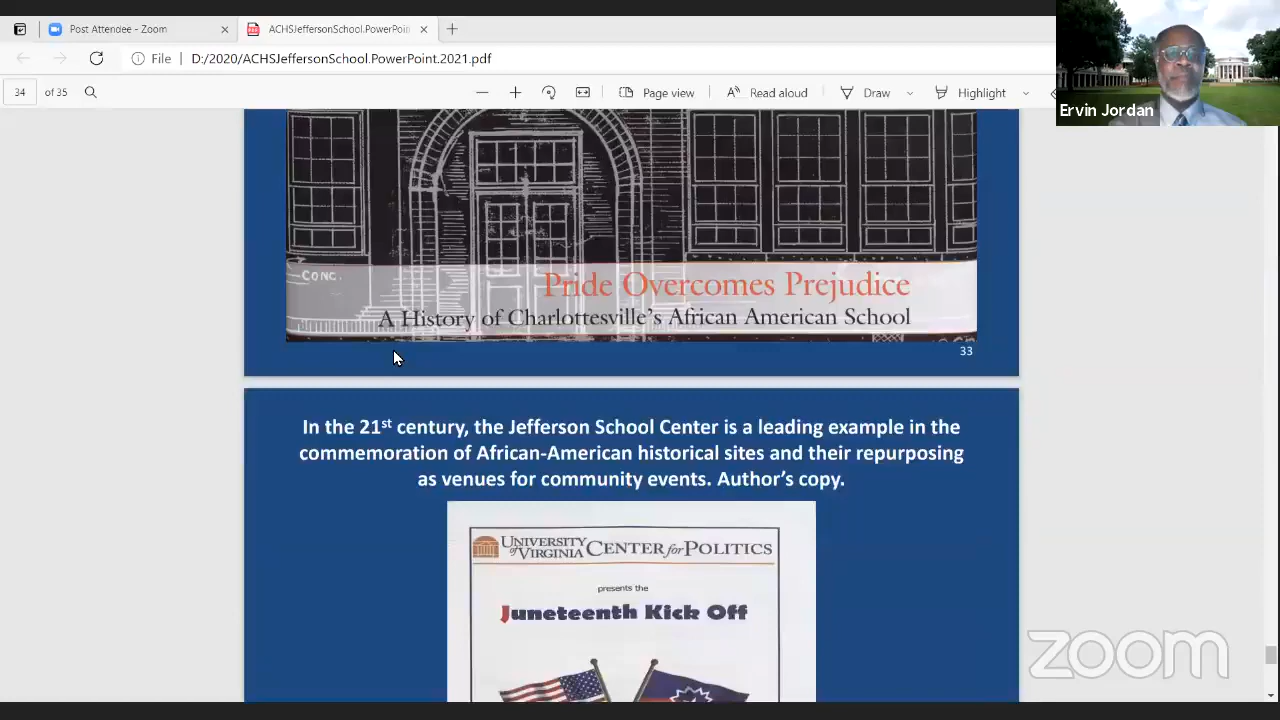 Post Attendee - Zoom
ACHSJeffersonSchool.PowerPoin
File
D:/2020/ACHSJeffersonSchool.PowerPoint.2021.pdf
34 of 35
Page view
Read aloud
Draw
Highlight
Ervin Jordan
CONC.
Pride Overcomes Prejudice
A History of Charlottesville's African American School
33
In the 21st century, the Jefferson School Center is a leading example in the
commemoration of African-American historical sites and their repurposing
as venues for community events. Author's copy.
UNIVERSITY of VIRGINIA CENTER for POLITICS
presents the
Juneteenth Kick Off
zoom